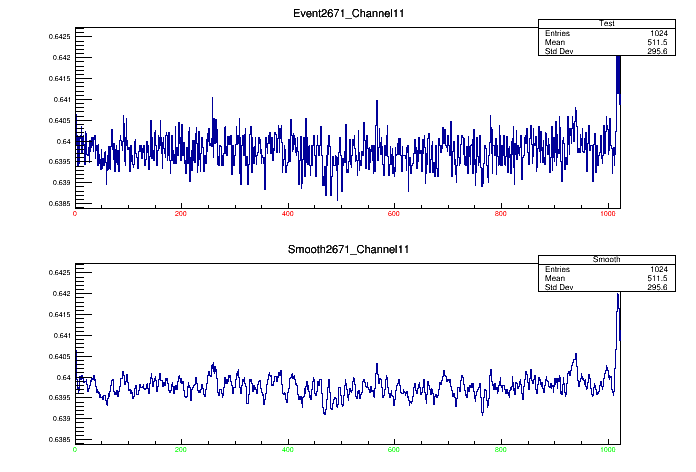 Event2671_Channel11
Test
Entries 1024
Mean 511.5
Std Dev 295.6
0.6425
0.642
0.6415
0.641
0.6405
0.64
0.6395
0.639
0.6385
0 200 400 600 800 1000
Smooth2671_Channel11
Smooth
Entries 1024
Mean 511.5
Std Dev 295.6
0.6425
0.642
0.6415
0.641
0.6405
0.64
0.6395
0.639
0.6385
0 200 400 600 800 1000